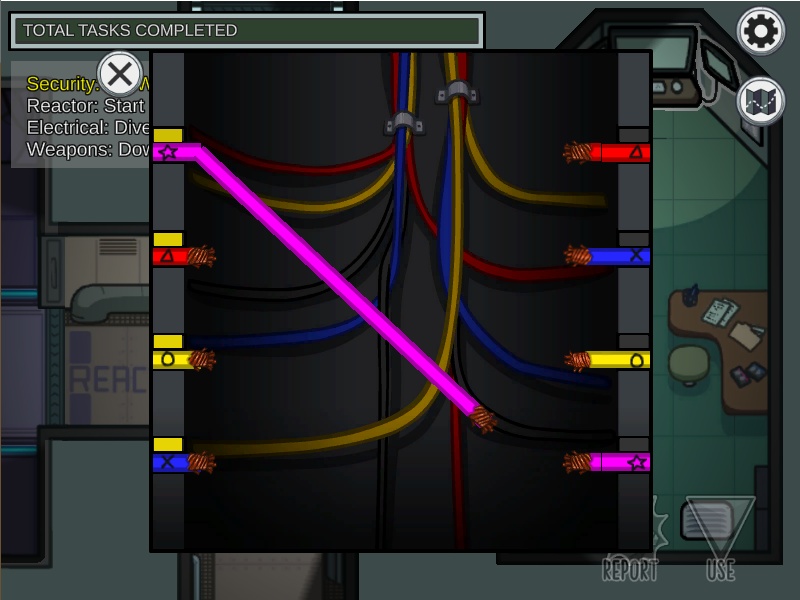 TOTAL TASKS COMPLETED
Security:
Reactor: Start
Electrical: Dive
Weapons: Dow
REAC
REPORT
USE